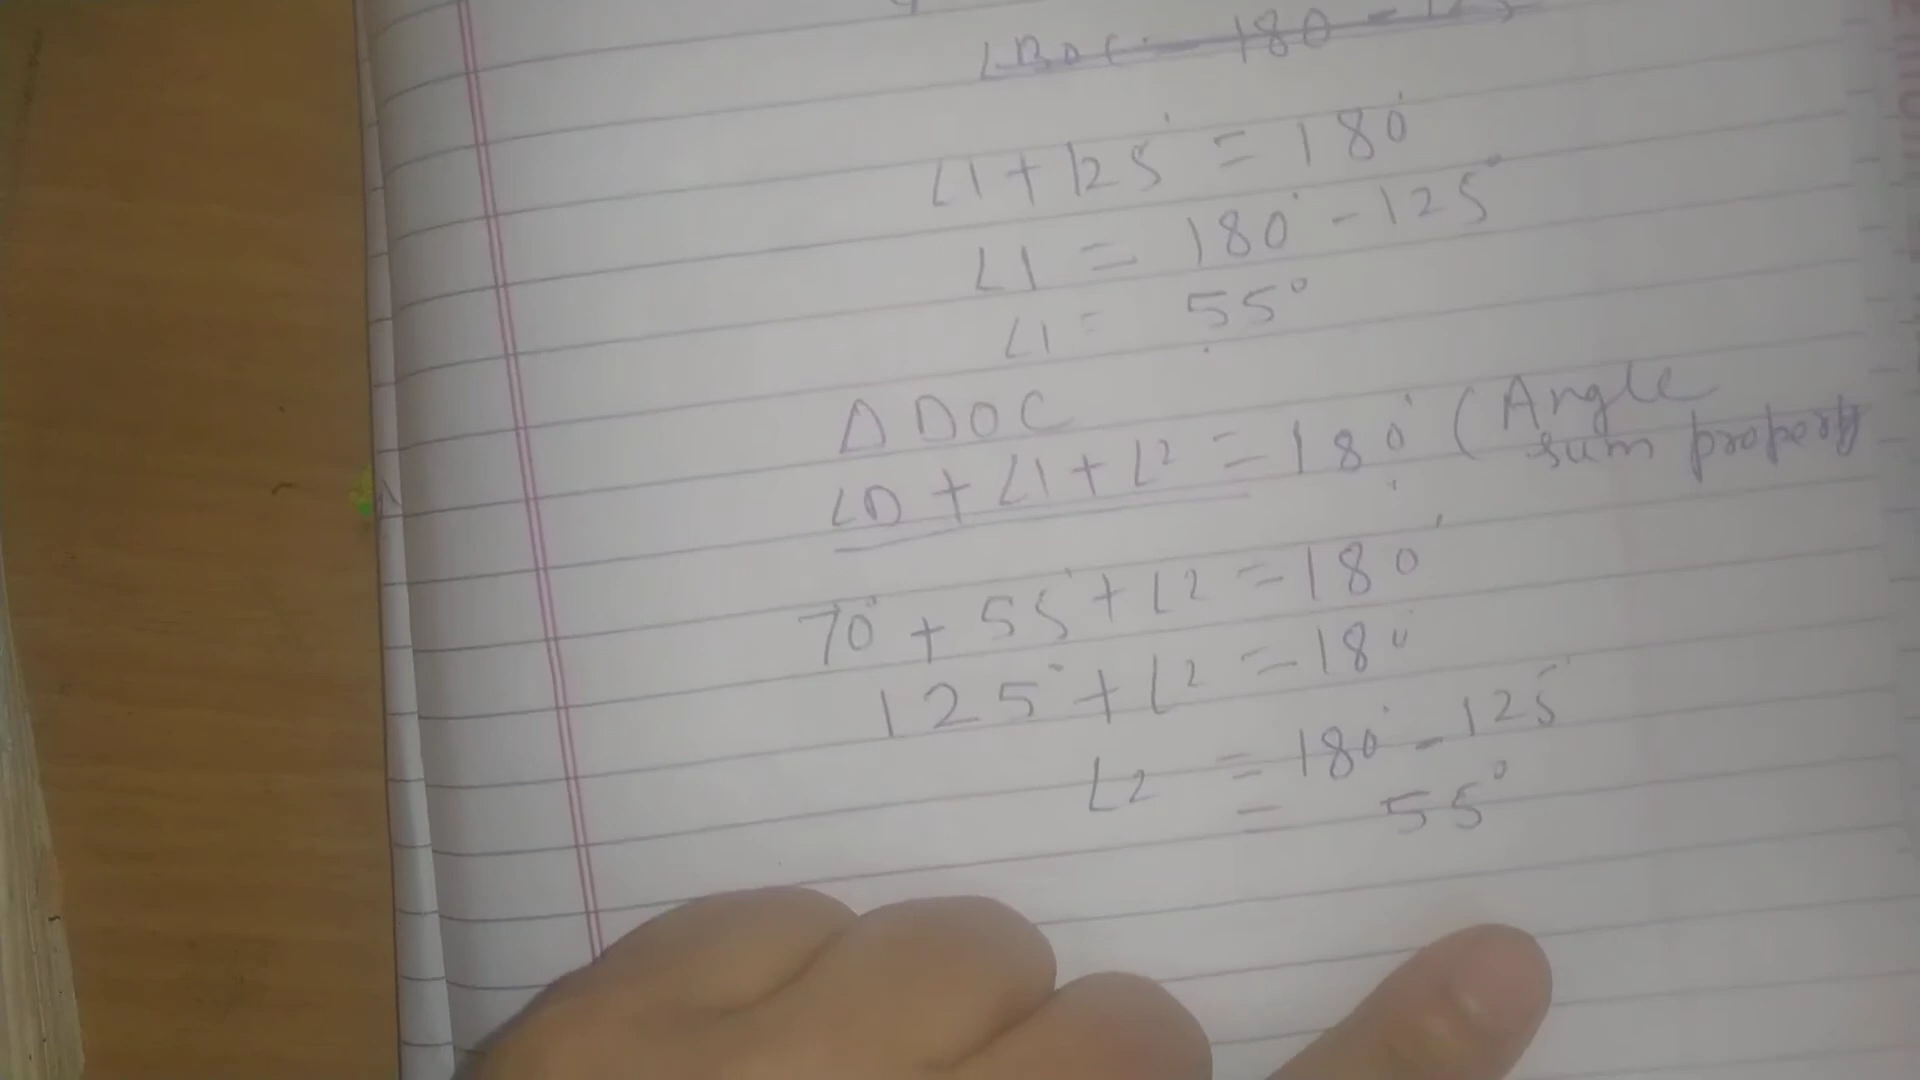 ∠BOC = 180 - 125
∠1 + 125° = 180°
∠1 = 180° - 125°
∠1 = 55°
Δ DOC
∠D + ∠1 + ∠2 = 180° (Angle
sum property
70° + 55° + ∠2 = 180°
125° + ∠2 = 180°
∠2 = 180° - 125°
= 55°